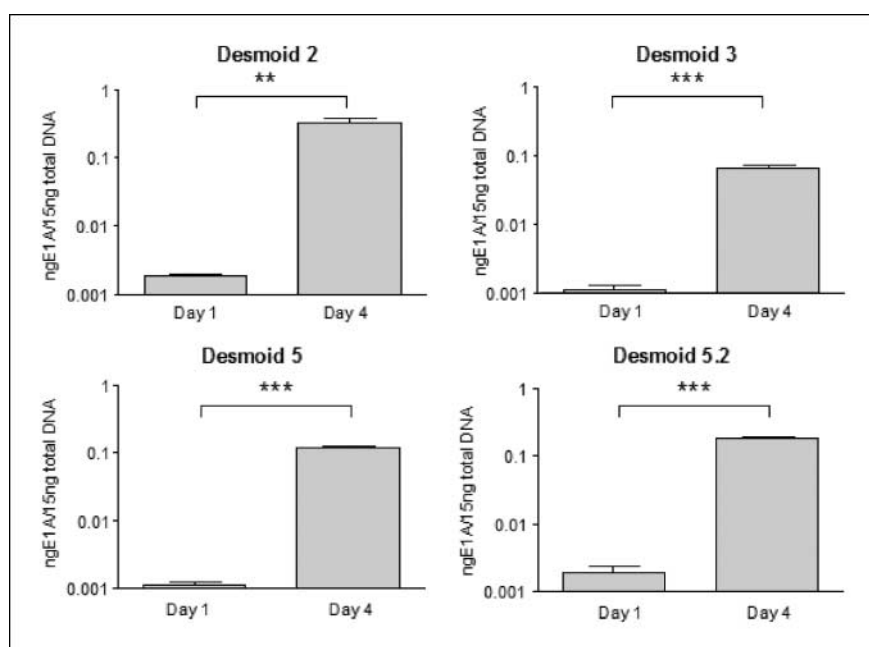 Desmoid 2
**
ngE1A/15ng total DNA
1
0.1
0.01
0.001
Day 1
Day 4
Desmoid 3
***
ngE1A/15ng total DNA
1
0.1
0.01
0.001
Day 1
Day 4
Desmoid 5
***
ngE1A/15ng total DNA
1
0.1
0.01
0.001
Day 1
Day 4
Desmoid 5.2
***
ngE1A/15ng total DNA
1
0.1
0.01
0.001
Day 1
Day 4